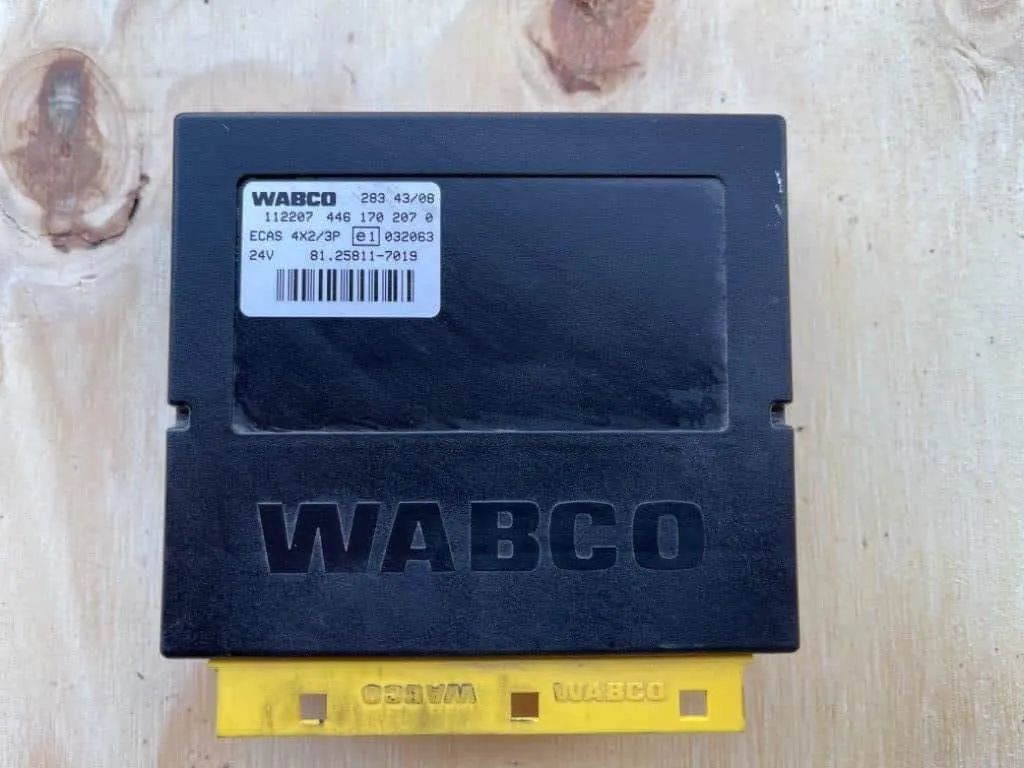 WABCO 283 43/08
112207 446 170 207 0
ECAS 4X2/3P e1 032063
24V 81.25811-7019
WABCO
WABCO WABCO